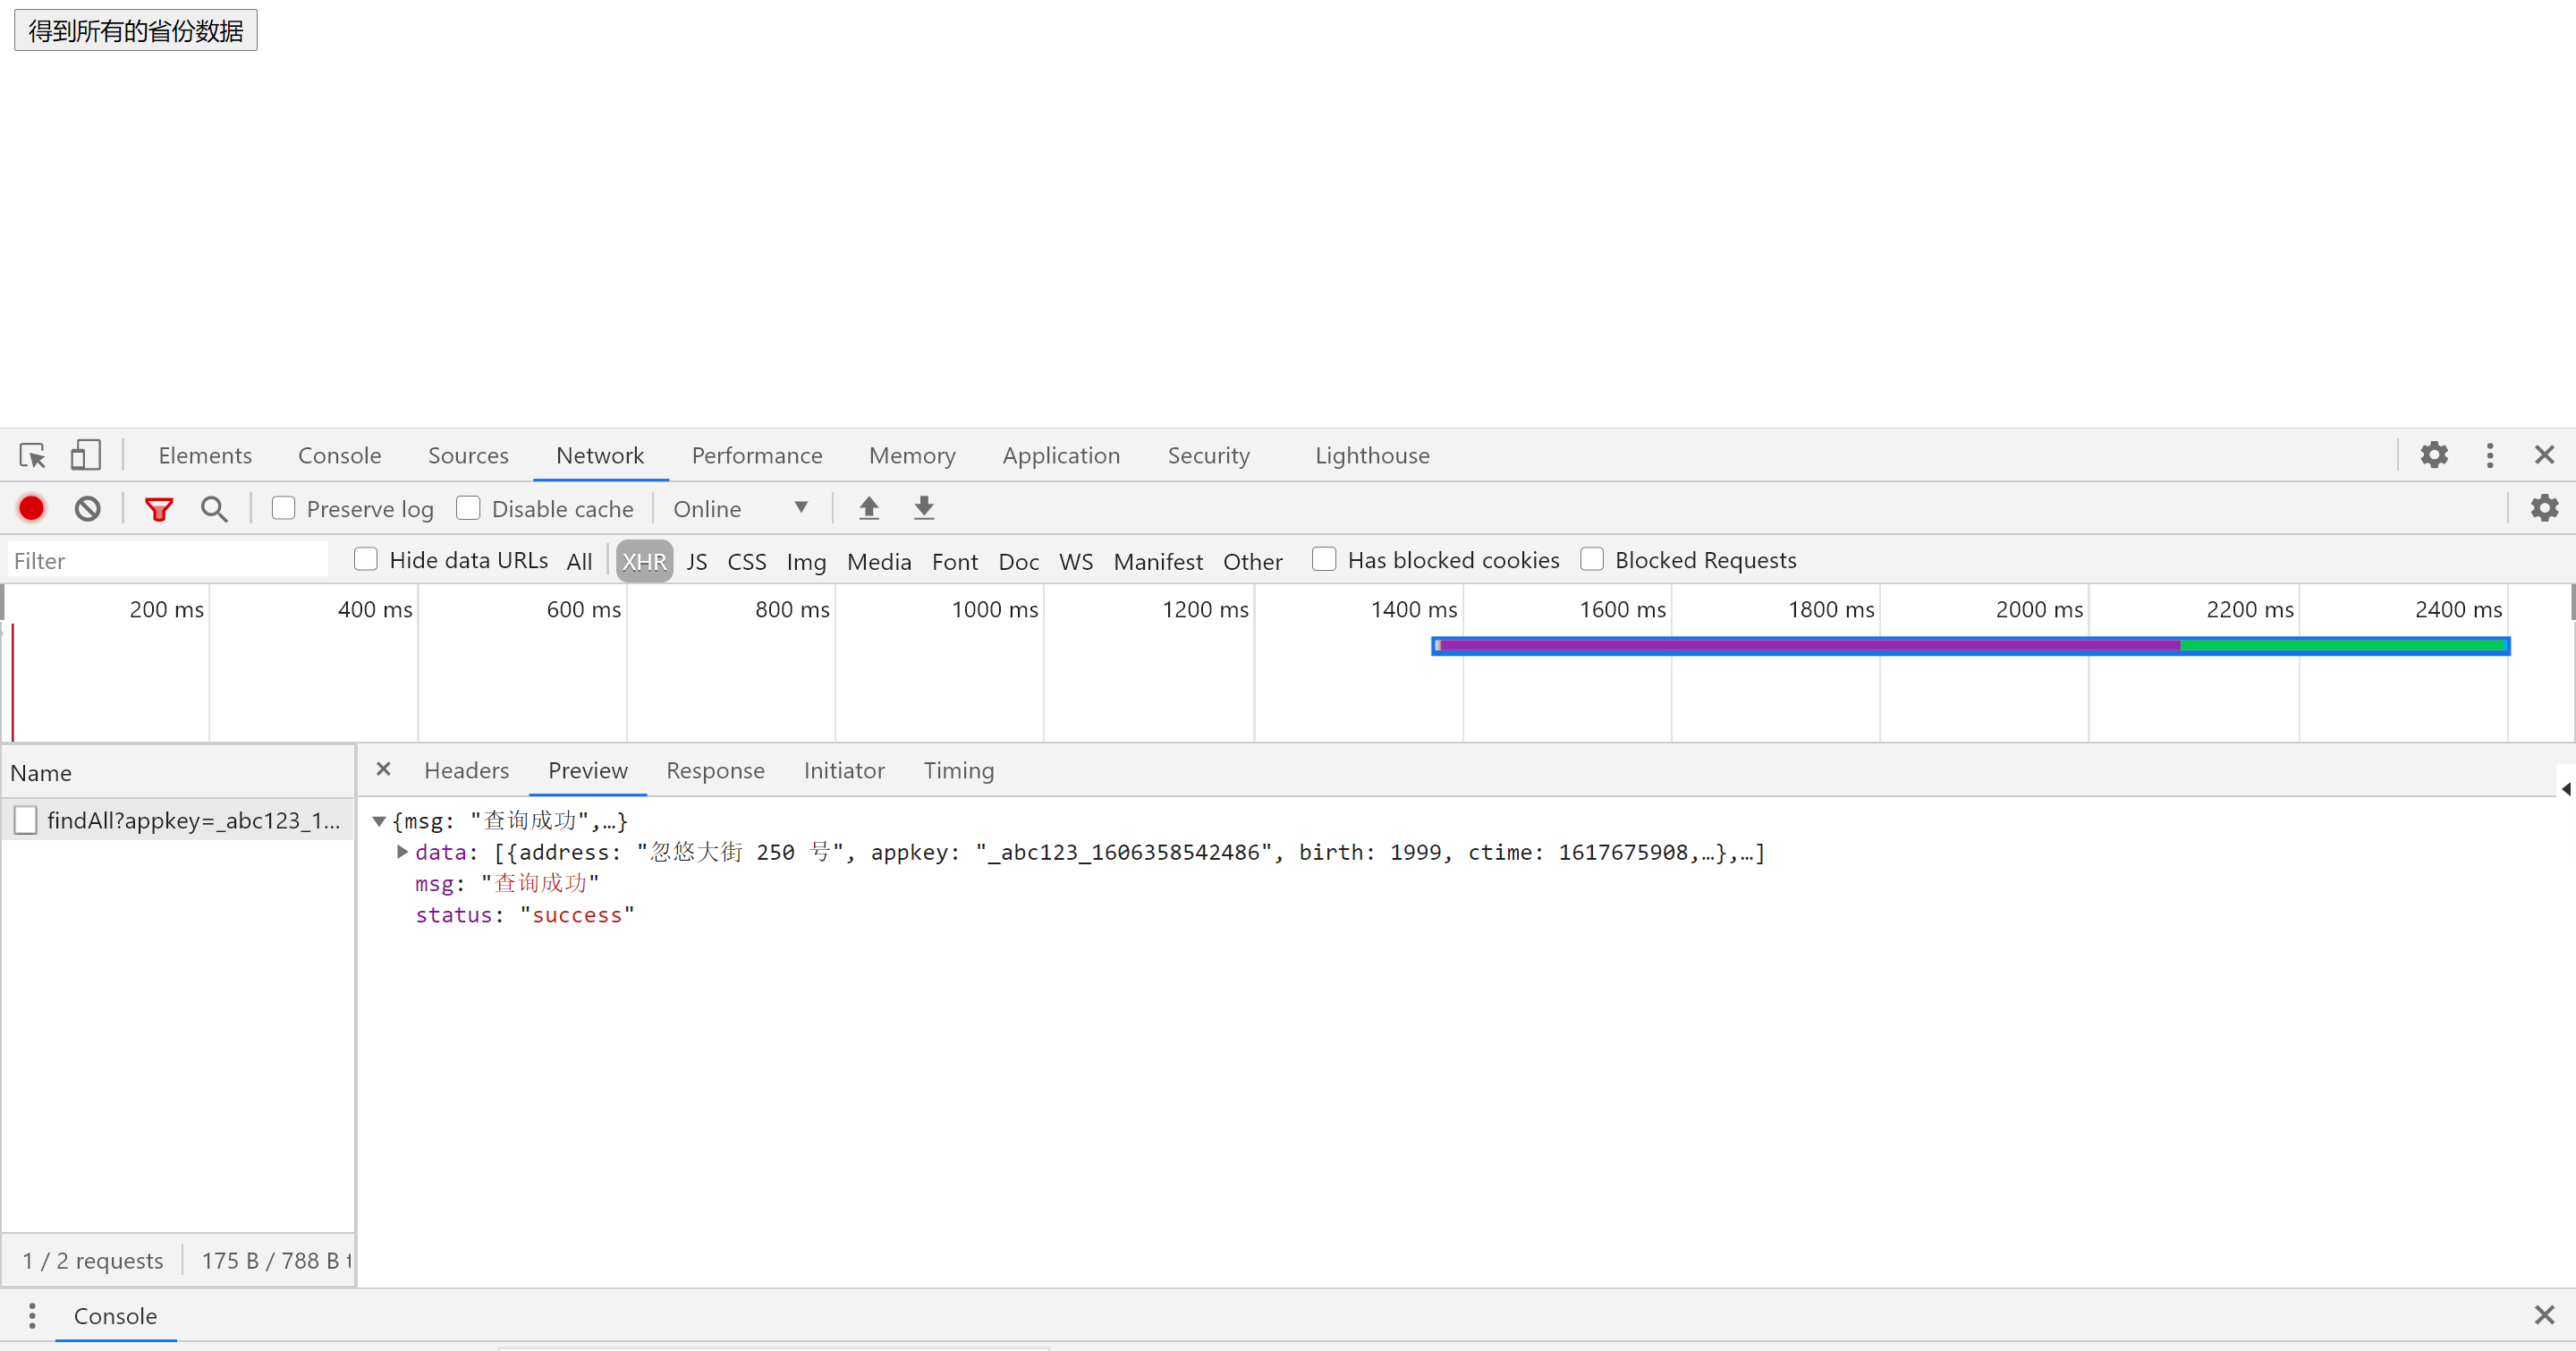 得到所有的省份数据
Elements Console Sources Network Performance Memory Application Security Lighthouse
Preserve log Disable cache Online
Filter Hide data URLs All XHR JS CSS Img Media Font Doc WS Manifest Other Has blocked cookies Blocked Requests
200 ms 400 ms 600 ms 800 ms 1000 ms 1200 ms 1400 ms 1600 ms 1800 ms 2000 ms 2200 ms 2400 ms
Name
Headers Preview Response Initiator Timing
findAll?appkey=_abc123_1...
{msg: "查询成功",…}
data: [{address: "忽悠大街 250 号", appkey: "_abc123_1606358542486", birth: 1999, ctime: 1617675908,…},…]
msg: "查询成功"
status: "success"
1 / 2 requests 175 B / 788 B t
Console